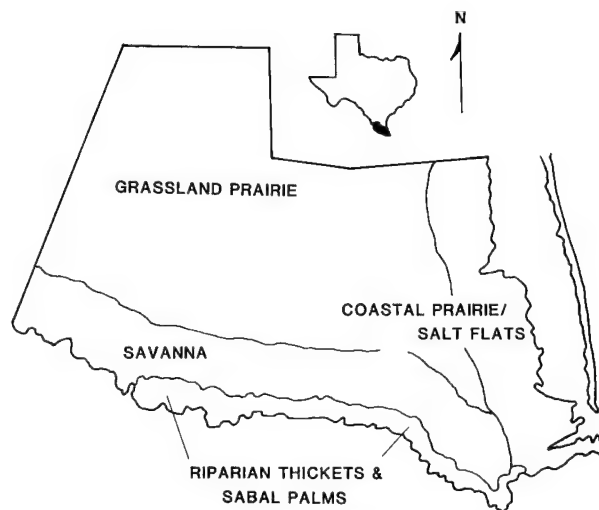 N
GRASSLAND PRAIRIE
COASTAL PRAIRIE/
SALT FLATS
SAVANNA
RIPARIAN THICKETS &
SABAL PALMS